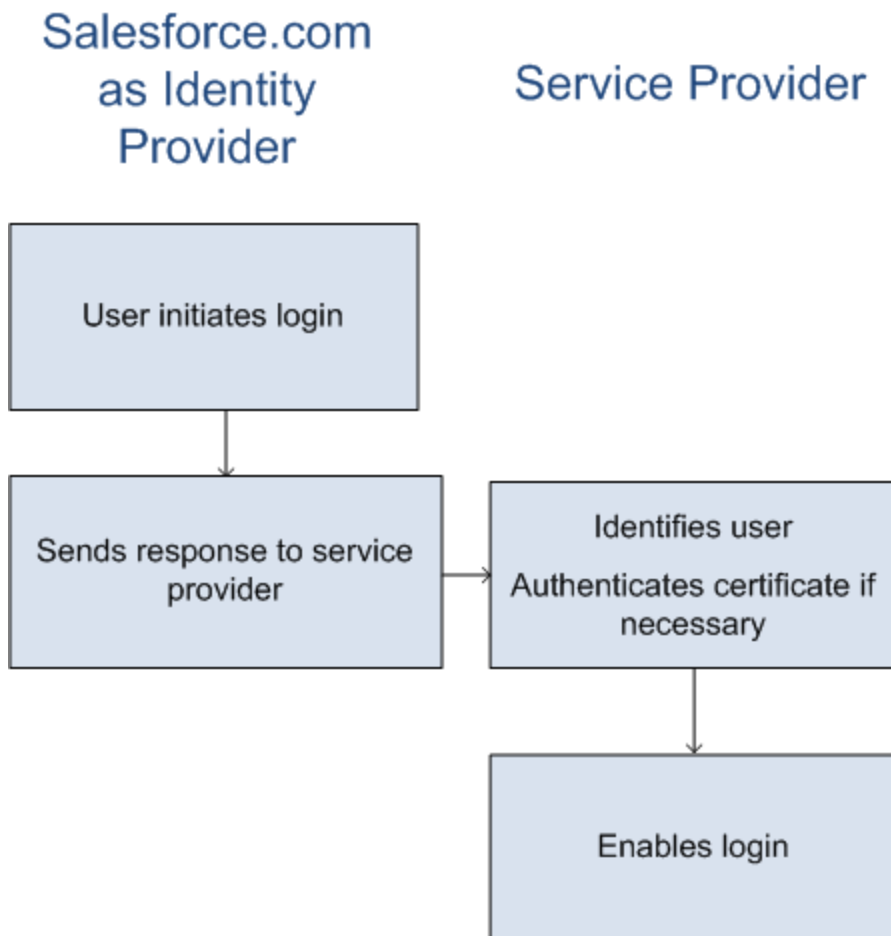 Salesforce.com
as Identity
Provider
Service Provider
User initiates login
Sends response to service
provider
Identifies user
Authenticates certificate if
necessary
Enables login